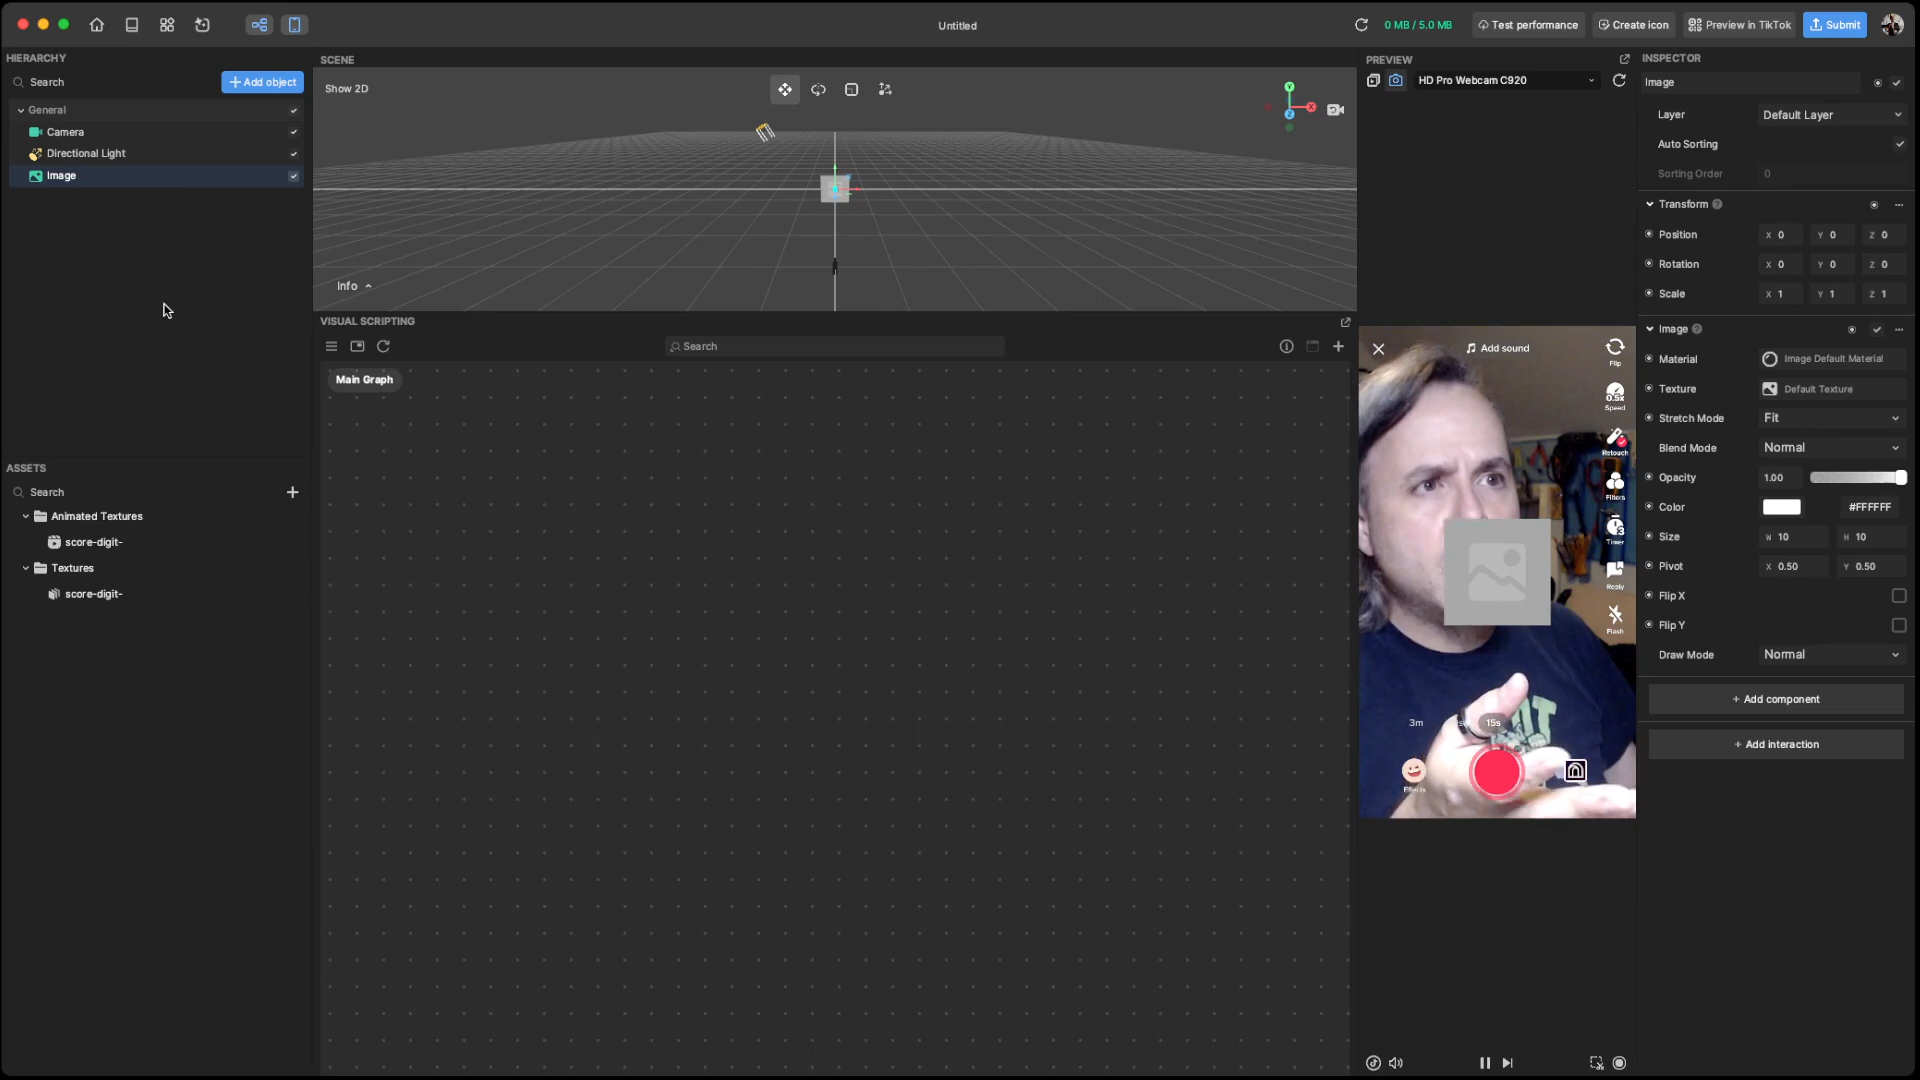 Untitled
0 MB / 5.0 MB
Test performance
Create icon
Preview in TikTok
Submit
HIERARCHY
Search
Add object
General
Camera
Directional Light
Image
ASSETS
Search
Animated Textures
score-digit-
Textures
score-digit-
SCENE
Show 2D
Y
X
Z
Info
VISUAL SCRIPTING
Search
Main Graph
PREVIEW
HD Pro Webcam C920
Add sound
Flip
0.5x
Speed
Retouch
Filters
3
Timer
Reply
Flash
3m
15s
Effects
INSPECTOR
Image
Layer
Default Layer
Auto Sorting
Sorting Order 0
Transform
Position X 0 Y 0 Z 0
Rotation X 0 Y 0 Z 0
Scale X 1 Y 1 Z 1
Image
Material Image Default Material
Texture Default Texture
Stretch Mode Fit
Blend Mode Normal
Opacity 1.00
Color #FFFFFF
Size W 10 H 10
Pivot X 0.50 Y 0.50
Flip X
Flip Y
Draw Mode Normal
+ Add component
+ Add interaction